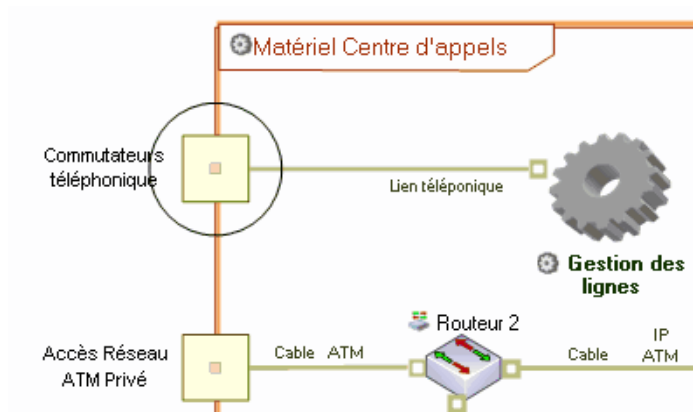 Matériel Centre d'appels
Commutateurs
téléphonique
Lien téléponique
Gestion des
lignes
Routeur 2
Accès Réseau
ATM Privé
Cable ATM
Cable
IP
ATM